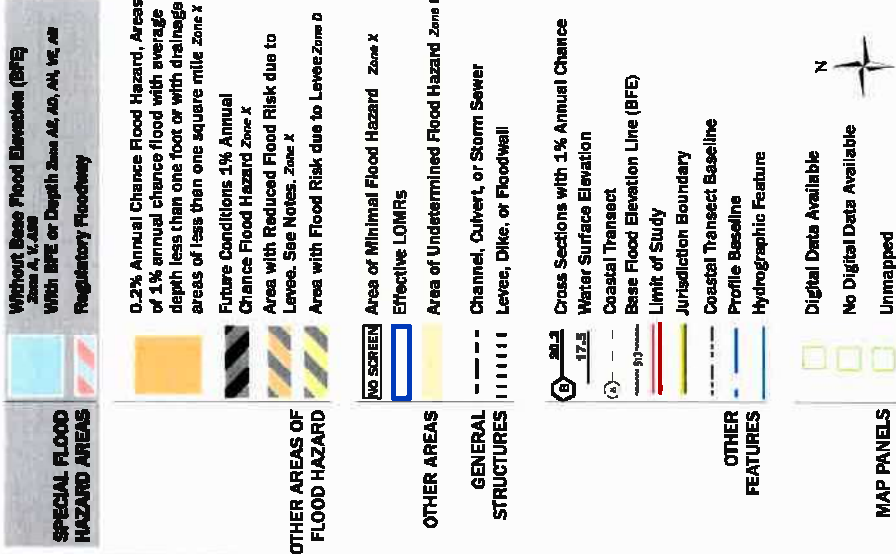 SPECIAL FLOOD
HAZARD AREAS
Without Base Flood Elevation (BFE)
Zone A, V, A99
With BFE or Depth Zone AE, AO, AH, VE, AR
Regulatory Floodway
OTHER AREAS OF
FLOOD HAZARD
0.2% Annual Chance Flood Hazard, Areas
of 1% annual chance flood with average
depth less than one foot or with drainage
areas of less than one square mile Zone X
Future Conditions 1% Annual
Chance Flood Hazard Zone X
Area with Reduced Flood Risk due to
Levee. See Notes. Zone X
Area with Flood Risk due to Levee Zone D
OTHER AREAS
NO SCREEN Area of Minimal Flood Hazard Zone X
Effective LOMRs
Area of Undetermined Flood Hazard Zone
GENERAL
STRUCTURES
Channel, Culvert, or Storm Sewer
Levee, Dike, or Floodwall
OTHER
FEATURES
B 20.2 Cross Sections with 1% Annual Chance
17.5 Water Surface Elevation
Coastal Transect
513 Base Flood Elevation Line (BFE)
Limit of Study
Jurisdiction Boundary
Coastal Transect Baseline
Profile Baseline
Hydrographic Feature
MAP PANELS
Digital Data Available
No Digital Data Available
Unmapped
N